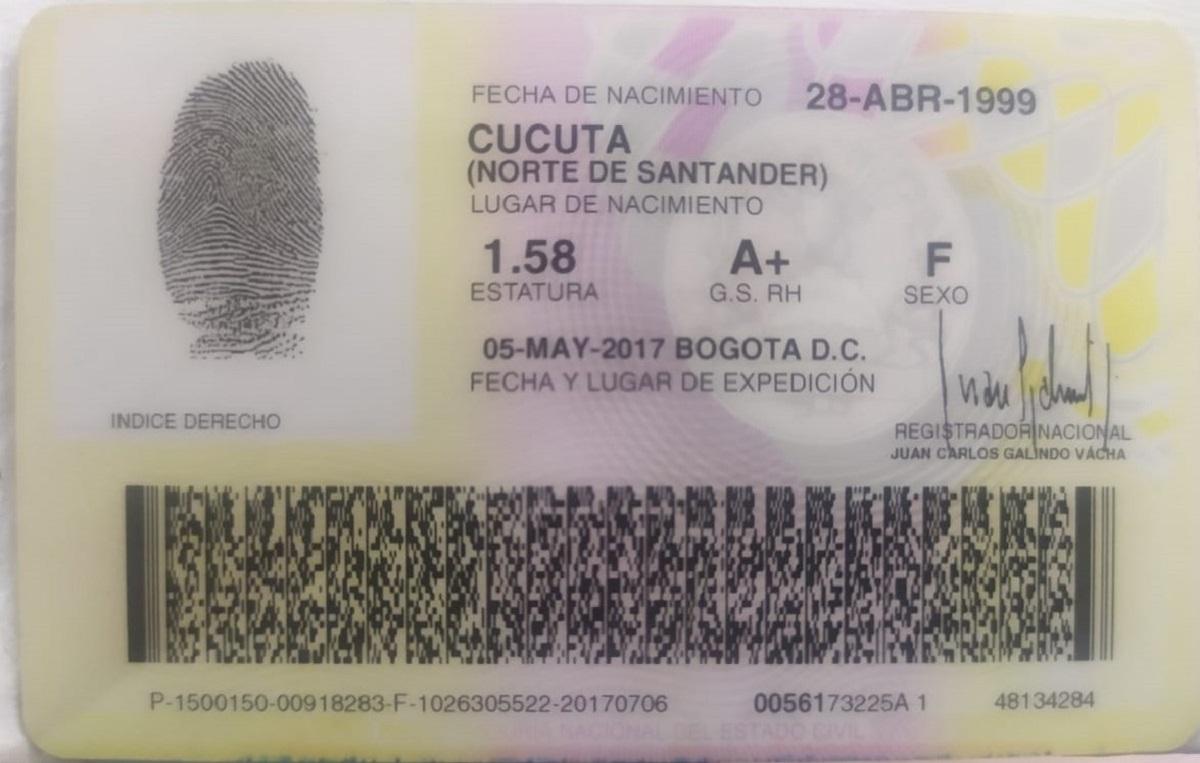 FECHA DE NACIMIENTO 28-ABR-1999
CUCUTA
(NORTE DE SANTANDER)
LUGAR DE NACIMIENTO
1.58 A+ F
ESTATURA G.S. RH SEXO
05-MAY-2017 BOGOTA D.C.
FECHA Y LUGAR DE EXPEDICIÓN
INDICE DERECHO
REGISTRADOR NACIONAL
JUAN CARLOS GALINDO VÁCHA
P-1500150-00918283-F-1026305522-20170706 0056173225A 1 48134284
NACIONAL DEL ESTADO CIVIL